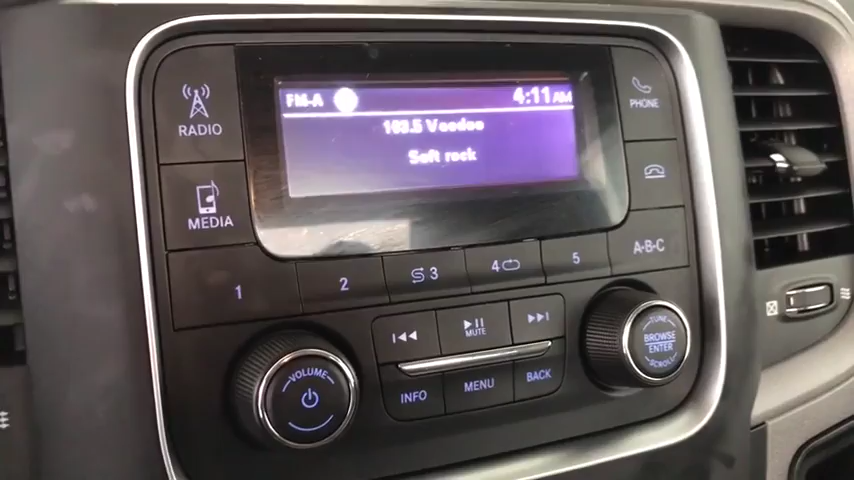 FM-A
4:11 AM
103.5 Voodoo
Soft rock
RADIO
MEDIA
PHONE
1
2
3
4
5
A-B-C
MUTE
INFO
MENU
BACK
VOLUME
TUNE
BROWSE
ENTER
SCROLL